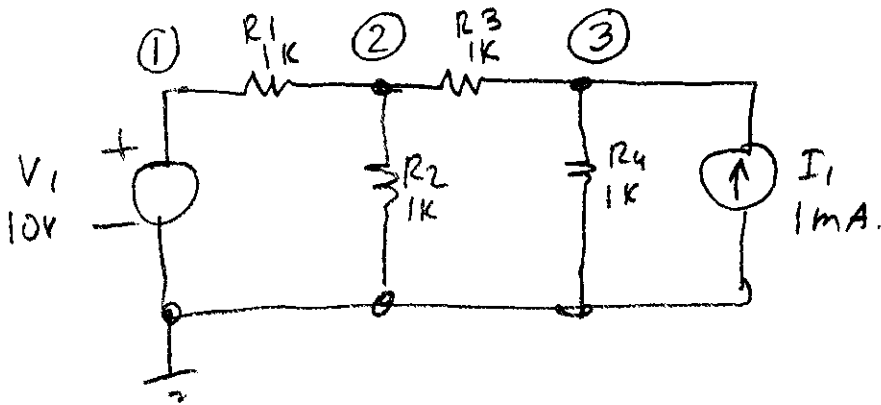 ① R1 1K ② R3 1K ③
+
V1
10V
−
R2
1K
R4
1K
I1
1mA.